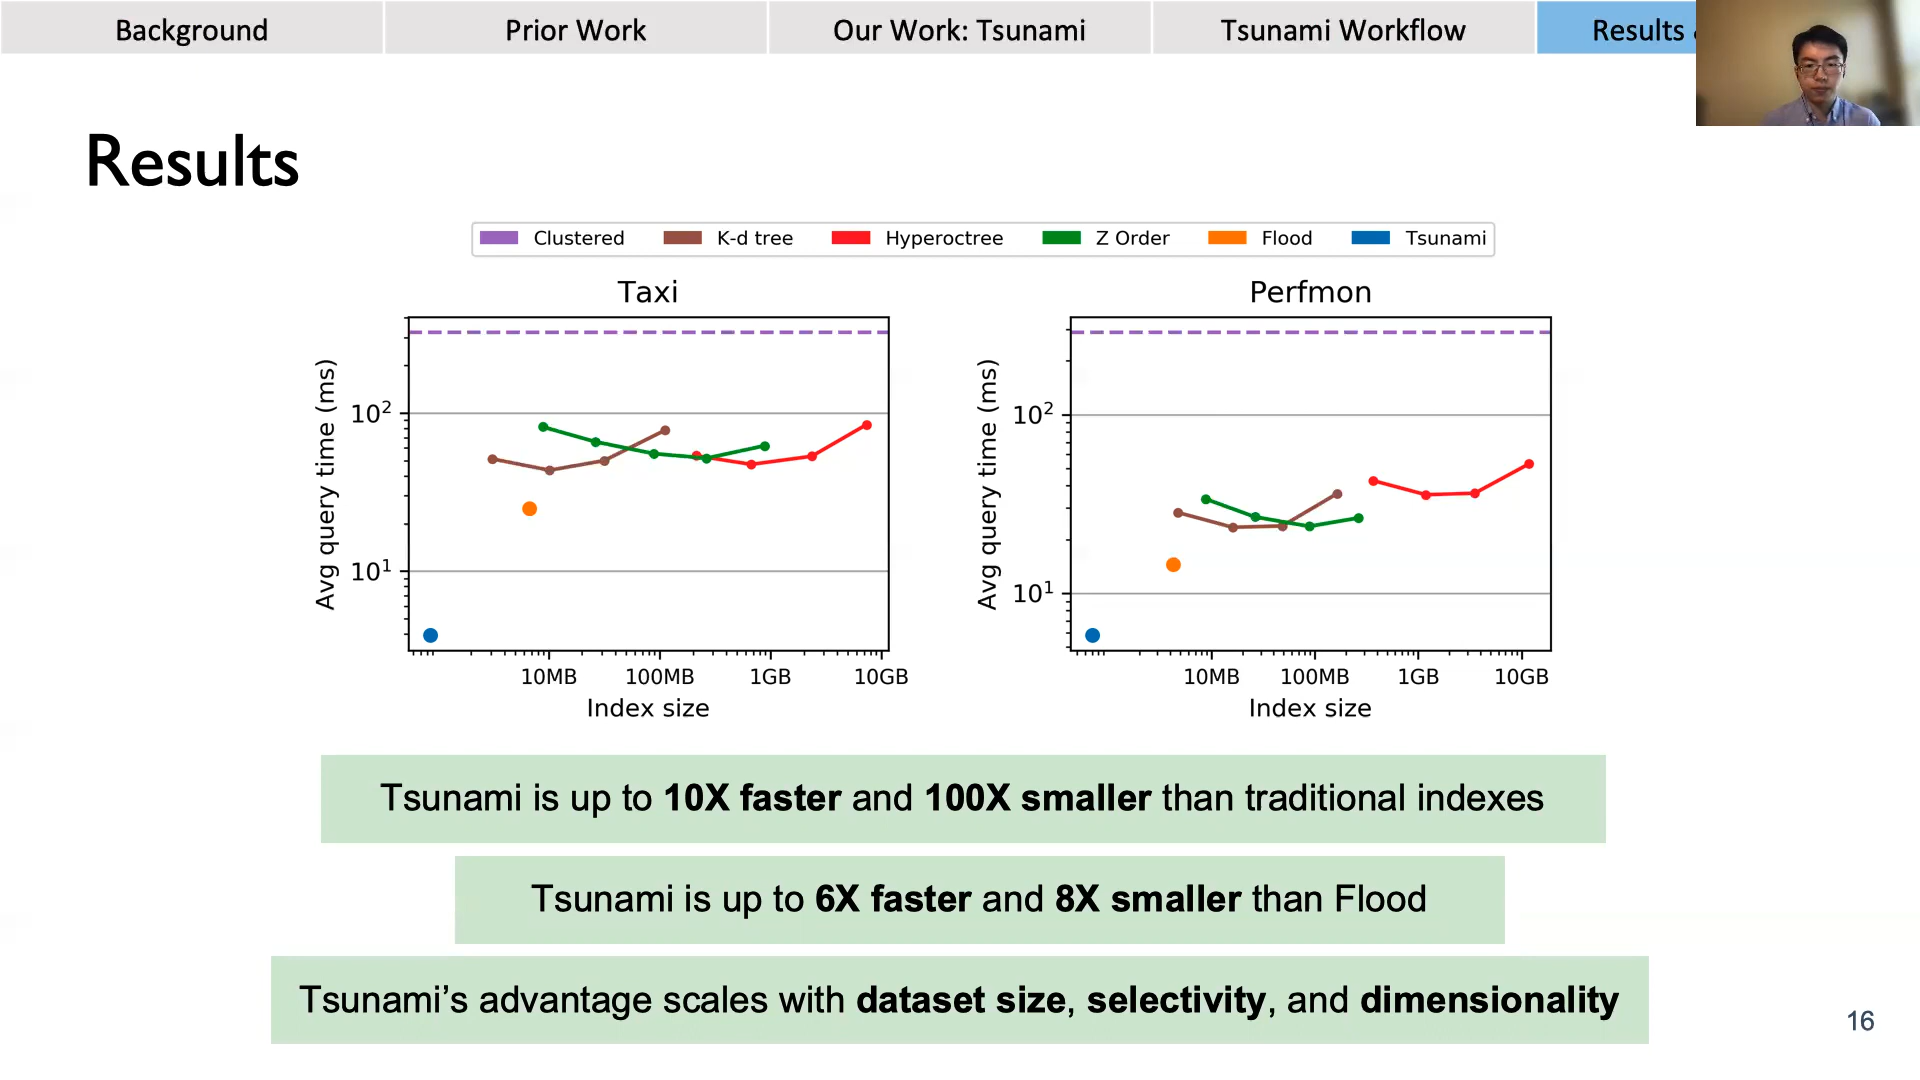 Background
Prior Work
Our Work: Tsunami
Tsunami Workflow
Results
Results
Clustered
K-d tree
Hyperoctree
Z Order
Flood
Tsunami
Taxi
Avg query time (ms)
10²
10¹
10MB
100MB
1GB
10GB
Index size
Perfmon
Avg query time (ms)
10²
10¹
10MB
100MB
1GB
10GB
Index size
Tsunami is up to 10X faster and 100X smaller than traditional indexes
Tsunami is up to 6X faster and 8X smaller than Flood
Tsunami’s advantage scales with dataset size, selectivity, and dimensionality
16